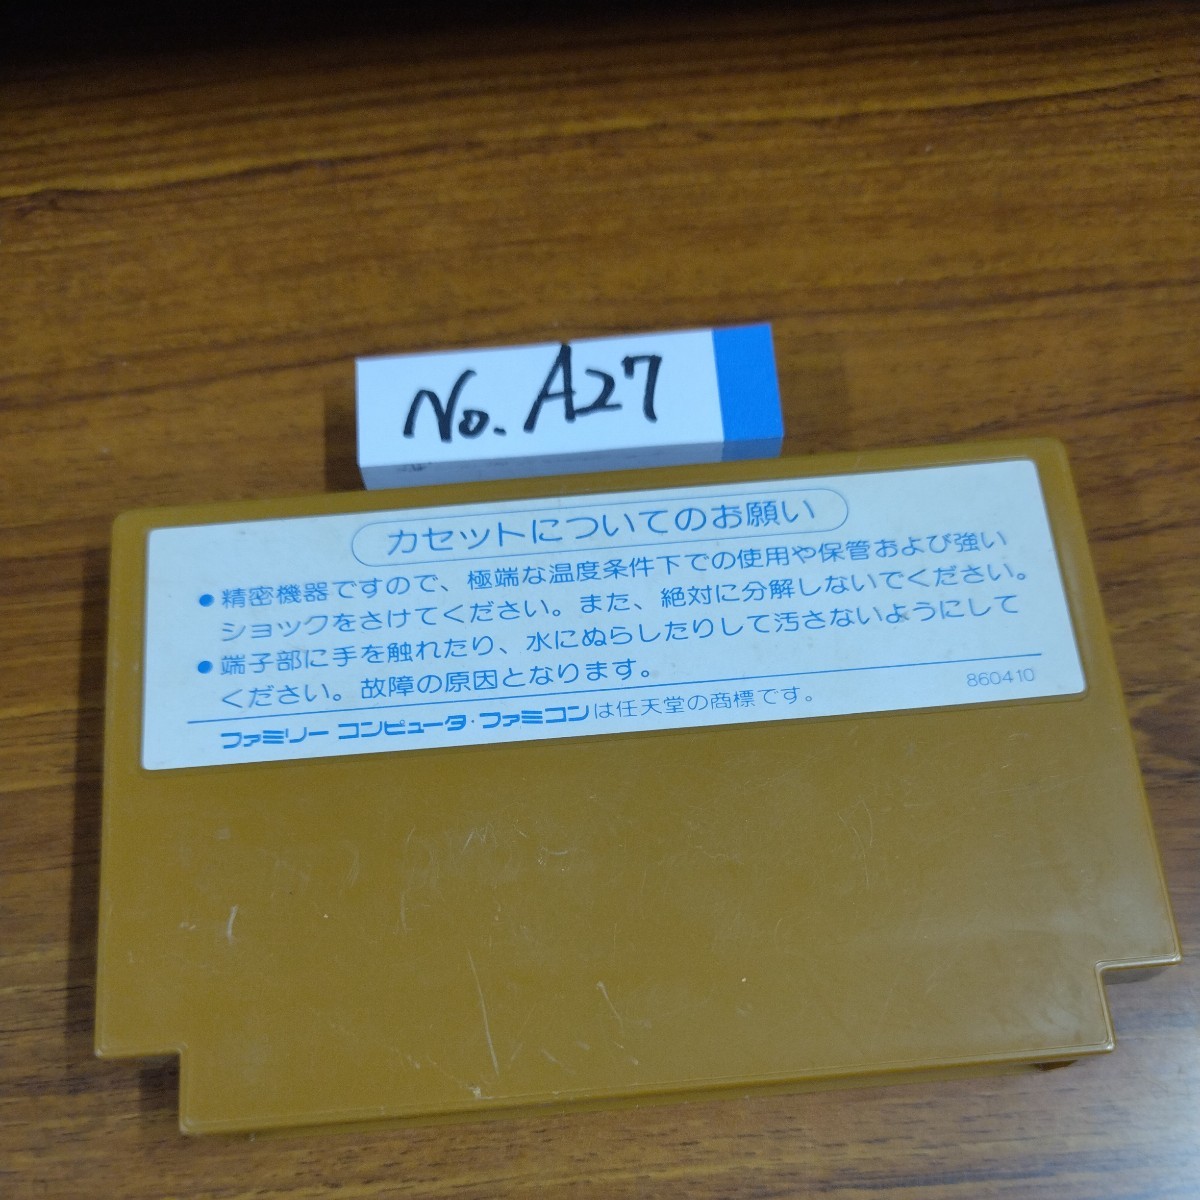 No. A27
カセットについてのお願い
●精密機器ですので、極端な温度条件下での使用や保管および強い
ショックをさけてください。また、絶対に分解しないでください。
●端子部に手を触れたり、水にぬらしたりして汚さないようにして
ください。故障の原因となります。
860410
ファミリー コンピュータ・ファミコンは任天堂の商標です。